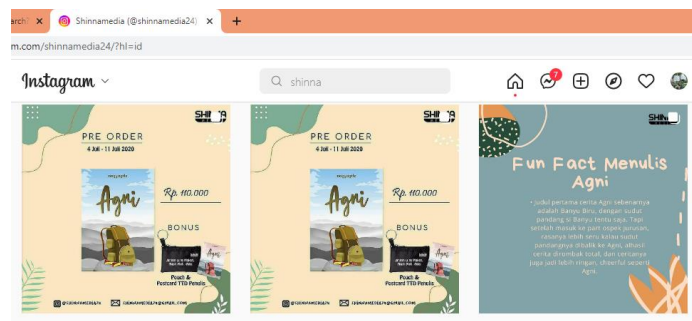 Shinnamedia (@shinnamedia24)
m.com/shinnamedia24/?hl=id
Instagram
shinna
7
PRE ORDER
4 Juli - 11 Juli 2020
Agni
Rp. 110.000
BONUS
Pouch &
Postcard TTD Penulis
PRE ORDER
4 Juli - 11 Juli 2020
Agni
Rp. 110.000
BONUS
Pouch &
Postcard TTD Penulis
Fun Fact Menulis
Agni
• Judul pertama cerita Agni sebenarnya
adalah Banyu Biru, dengan sudut
pandang si Banyu tentu saja. Tapi
setelah masuk ke part ospek jurusan,
rasanya lebih seru kalau sudut
pandangnya dibalik ke Agni, alhasil
cerita dirombak total, dan ceritanya
juga jadi lebih ringan, cheerful seperti
Agni.